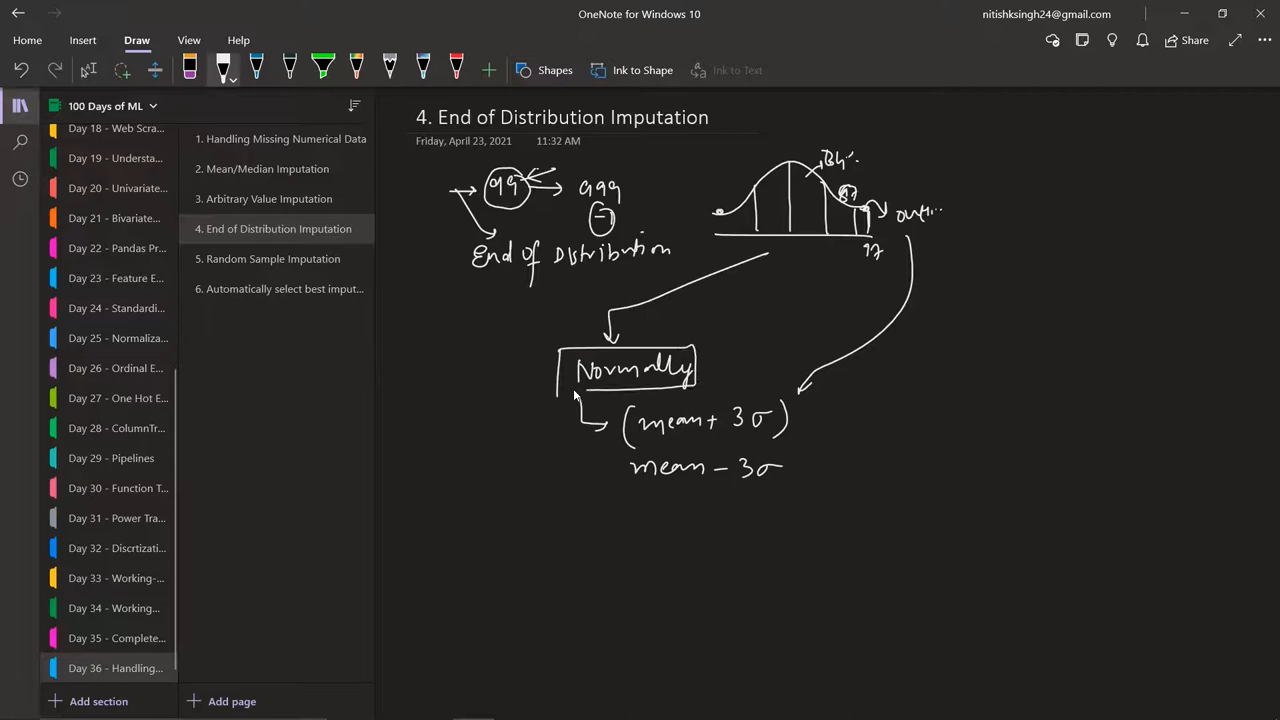 OneNote for Windows 10
nitishksingh24@gmail.com
Home
Insert
Draw
View
Help
Share
Shapes
Ink to Shape
Ink to Text
100 Days of ML
Day 18 - Web Scra...
Day 19 - Understa...
Day 20 - Univariate...
Day 21 - Bivariate...
Day 22 - Pandas Pr...
Day 23 - Feature E...
Day 24 - Standardi...
Day 25 - Normaliza...
Day 26 - Ordinal E...
Day 27 - One Hot E...
Day 28 - ColumnTr...
Day 29 - Pipelines
Day 30 - Function T...
Day 31 - Power Tra...
Day 32 - Discrtizati...
Day 33 - Working-...
Day 34 - Working...
Day 35 - Complete...
Day 36 - Handling...
Add section
1. Handling Missing Numerical Data
2. Mean/Median Imputation
3. Arbitrary Value Imputation
4. End of Distribution Imputation
5. Random Sample Imputation
6. Automatically select best imput...
Add page
4. End of Distribution Imputation
Friday, April 23, 2021 11:32 AM
99 999
-1
End of Distribution
97
Normally
(mean + 3σ)
mean - 3σ